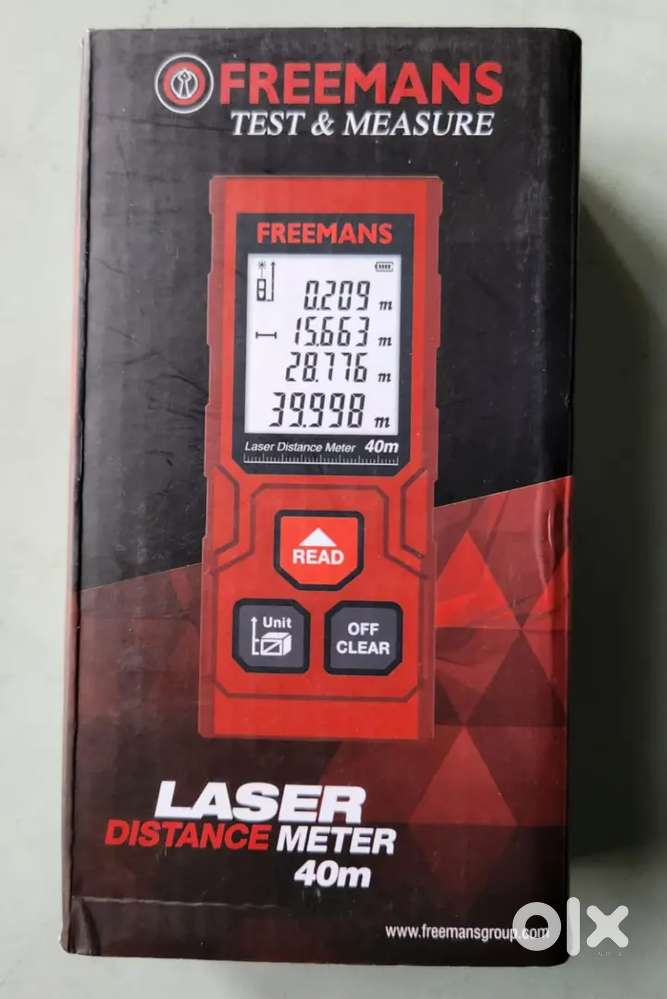 FREEMANS
TEST & MEASURE
FREEMANS
0.209 m
15.663 m
28.776 m
39.998 m
Laser Distance Meter 40m
READ
Unit
OFF
CLEAR
LASER
DISTANCE METER
40m
www.freemansgroup.com
olx